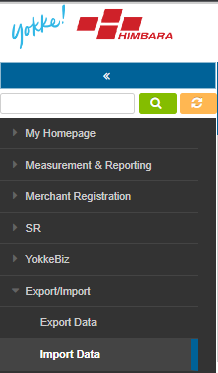 yokke!
HIMBARA
«
My Homepage
Measurement & Reporting
Merchant Registration
SR
YokkeBiz
Export/Import
Export Data
Import Data